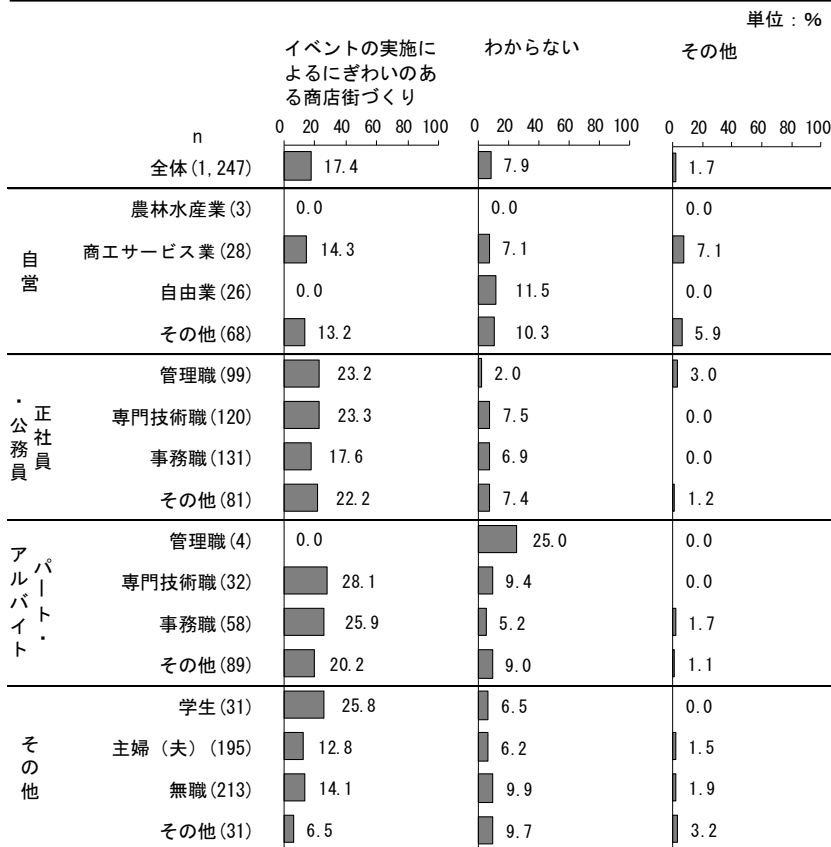 単位：%
イベントの実施に
よるにぎわいのあ
る商店街づくり
わからない
その他
n
0 20 40 60 80 100
0 20 40 60 80 100
0 20 40 60 80 100
全体(1,247) 17.4 7.9 1.7
自営
農林水産業(3) 0.0 0.0 0.0
商工サービス業(28) 14.3 7.1 7.1
自由業(26) 0.0 11.5 0.0
その他(68) 13.2 10.3 5.9
正社員
・公務員
管理職(99) 23.2 2.0 3.0
専門技術職(120) 23.3 7.5 0.0
事務職(131) 17.6 6.9 0.0
その他(81) 22.2 7.4 1.2
パート・
アルバイト
管理職(4) 0.0 25.0 0.0
専門技術職(32) 28.1 9.4 0.0
事務職(58) 25.9 5.2 1.7
その他(89) 20.2 9.0 1.1
その他
学生(31) 25.8 6.5 0.0
主婦（夫）(195) 12.8 6.2 1.5
無職(213) 14.1 9.9 1.9
その他(31) 6.5 9.7 3.2